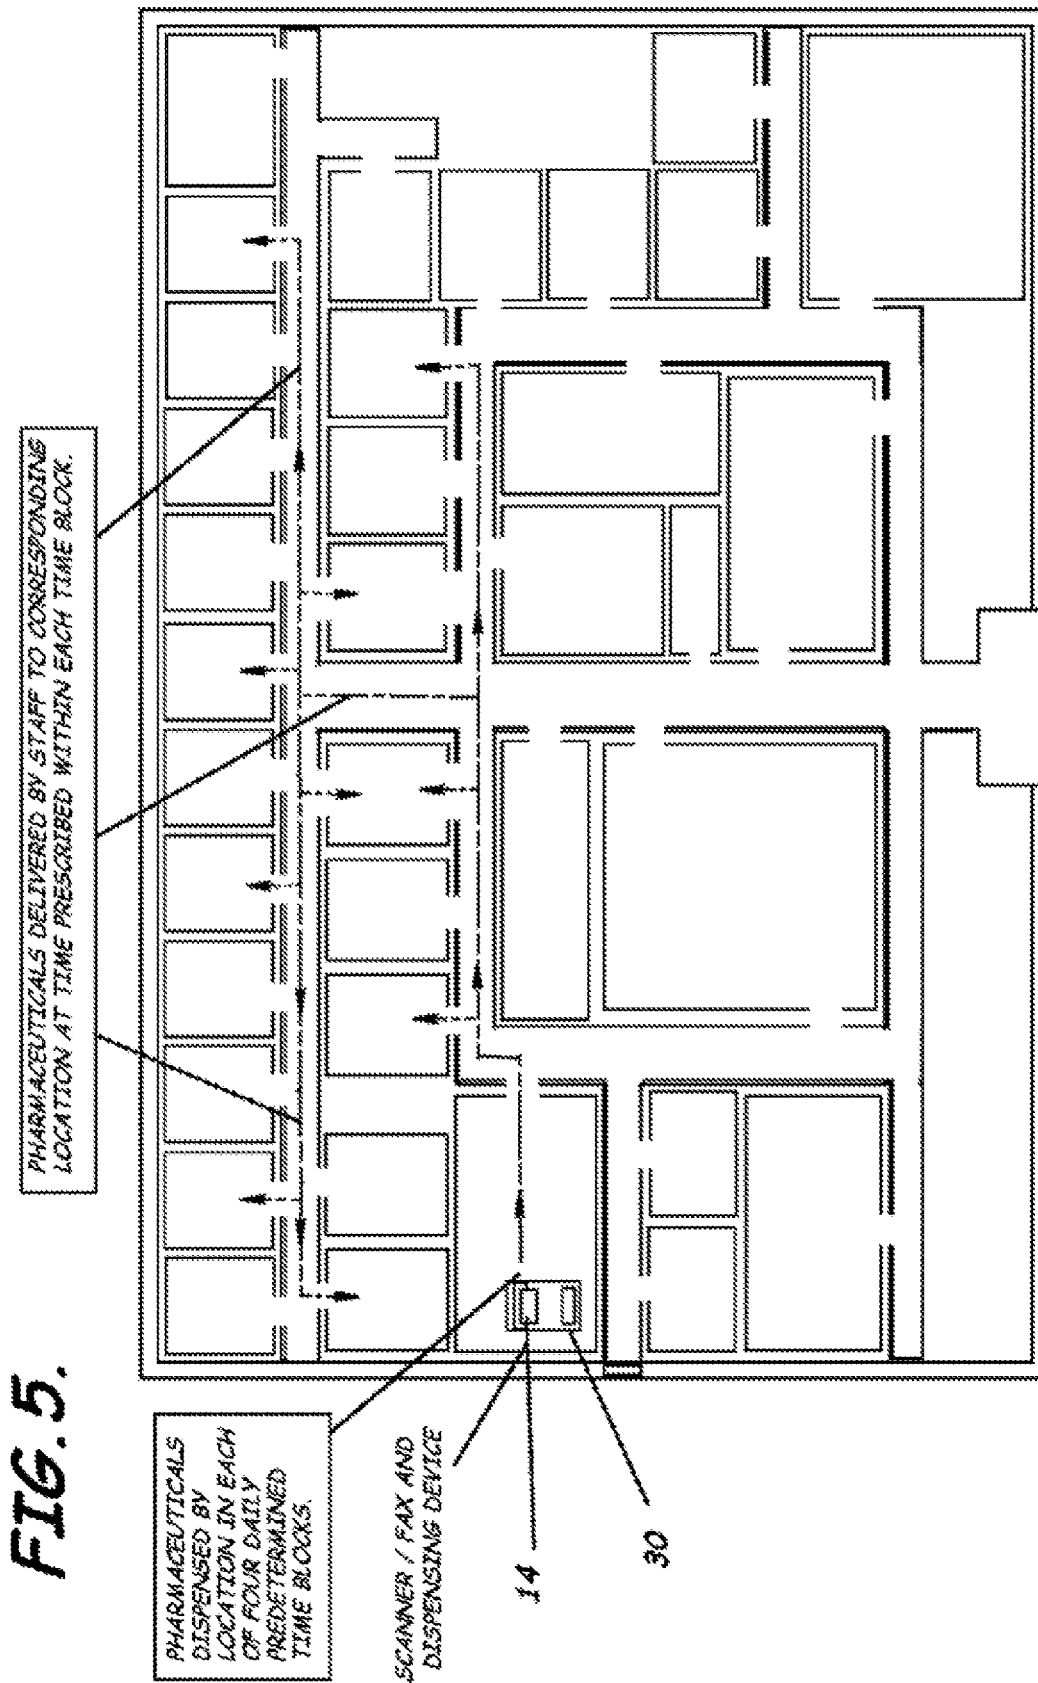 FIG. 5.
PHARMACEUTICALS DELIVERED BY STAFF TO CORRESPONDING
LOCATION AT TIME PRESCRIBED WITHIN EACH TIME BLOCK.
PHARMACEUTICALS
DISPENSED BY
LOCATION IN EACH
OF FOUR DAILY
PREDETERMINED
TIME BLOCKS.
SCANNER / FAX AND
DISPENSING DEVICE
14
30